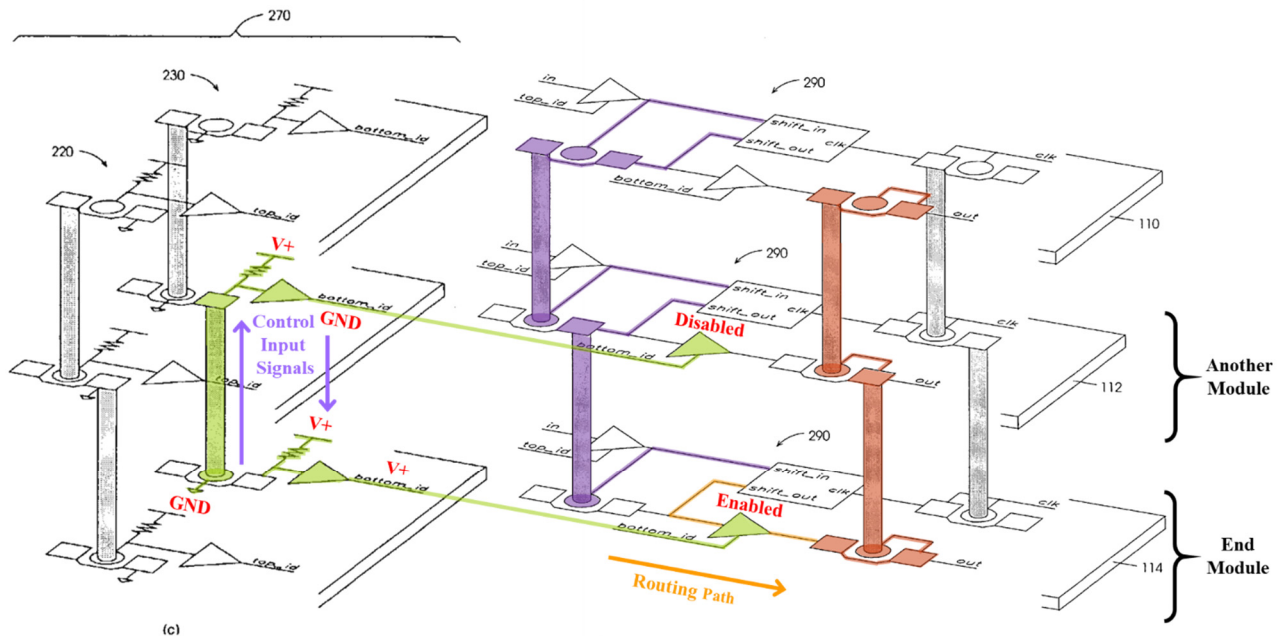 270
230
in
top_id
290
shift_in
shift_out
clk
clk
bottom_id
220
bottom_id
top_id
out
110
V+
in
top_id
290
shift_in
shift_out
clk
clk
bottom_id
GND
Control
Input
Signals
Disabled
bottom_id
top_id
out
112
Another
Module
V+
in
top_id
290
shift_in
shift_out
clk
clk
V+
bottom_id
GND
Enabled
bottom_id
top_id
out
114
End
Module
Routing Path
(c)